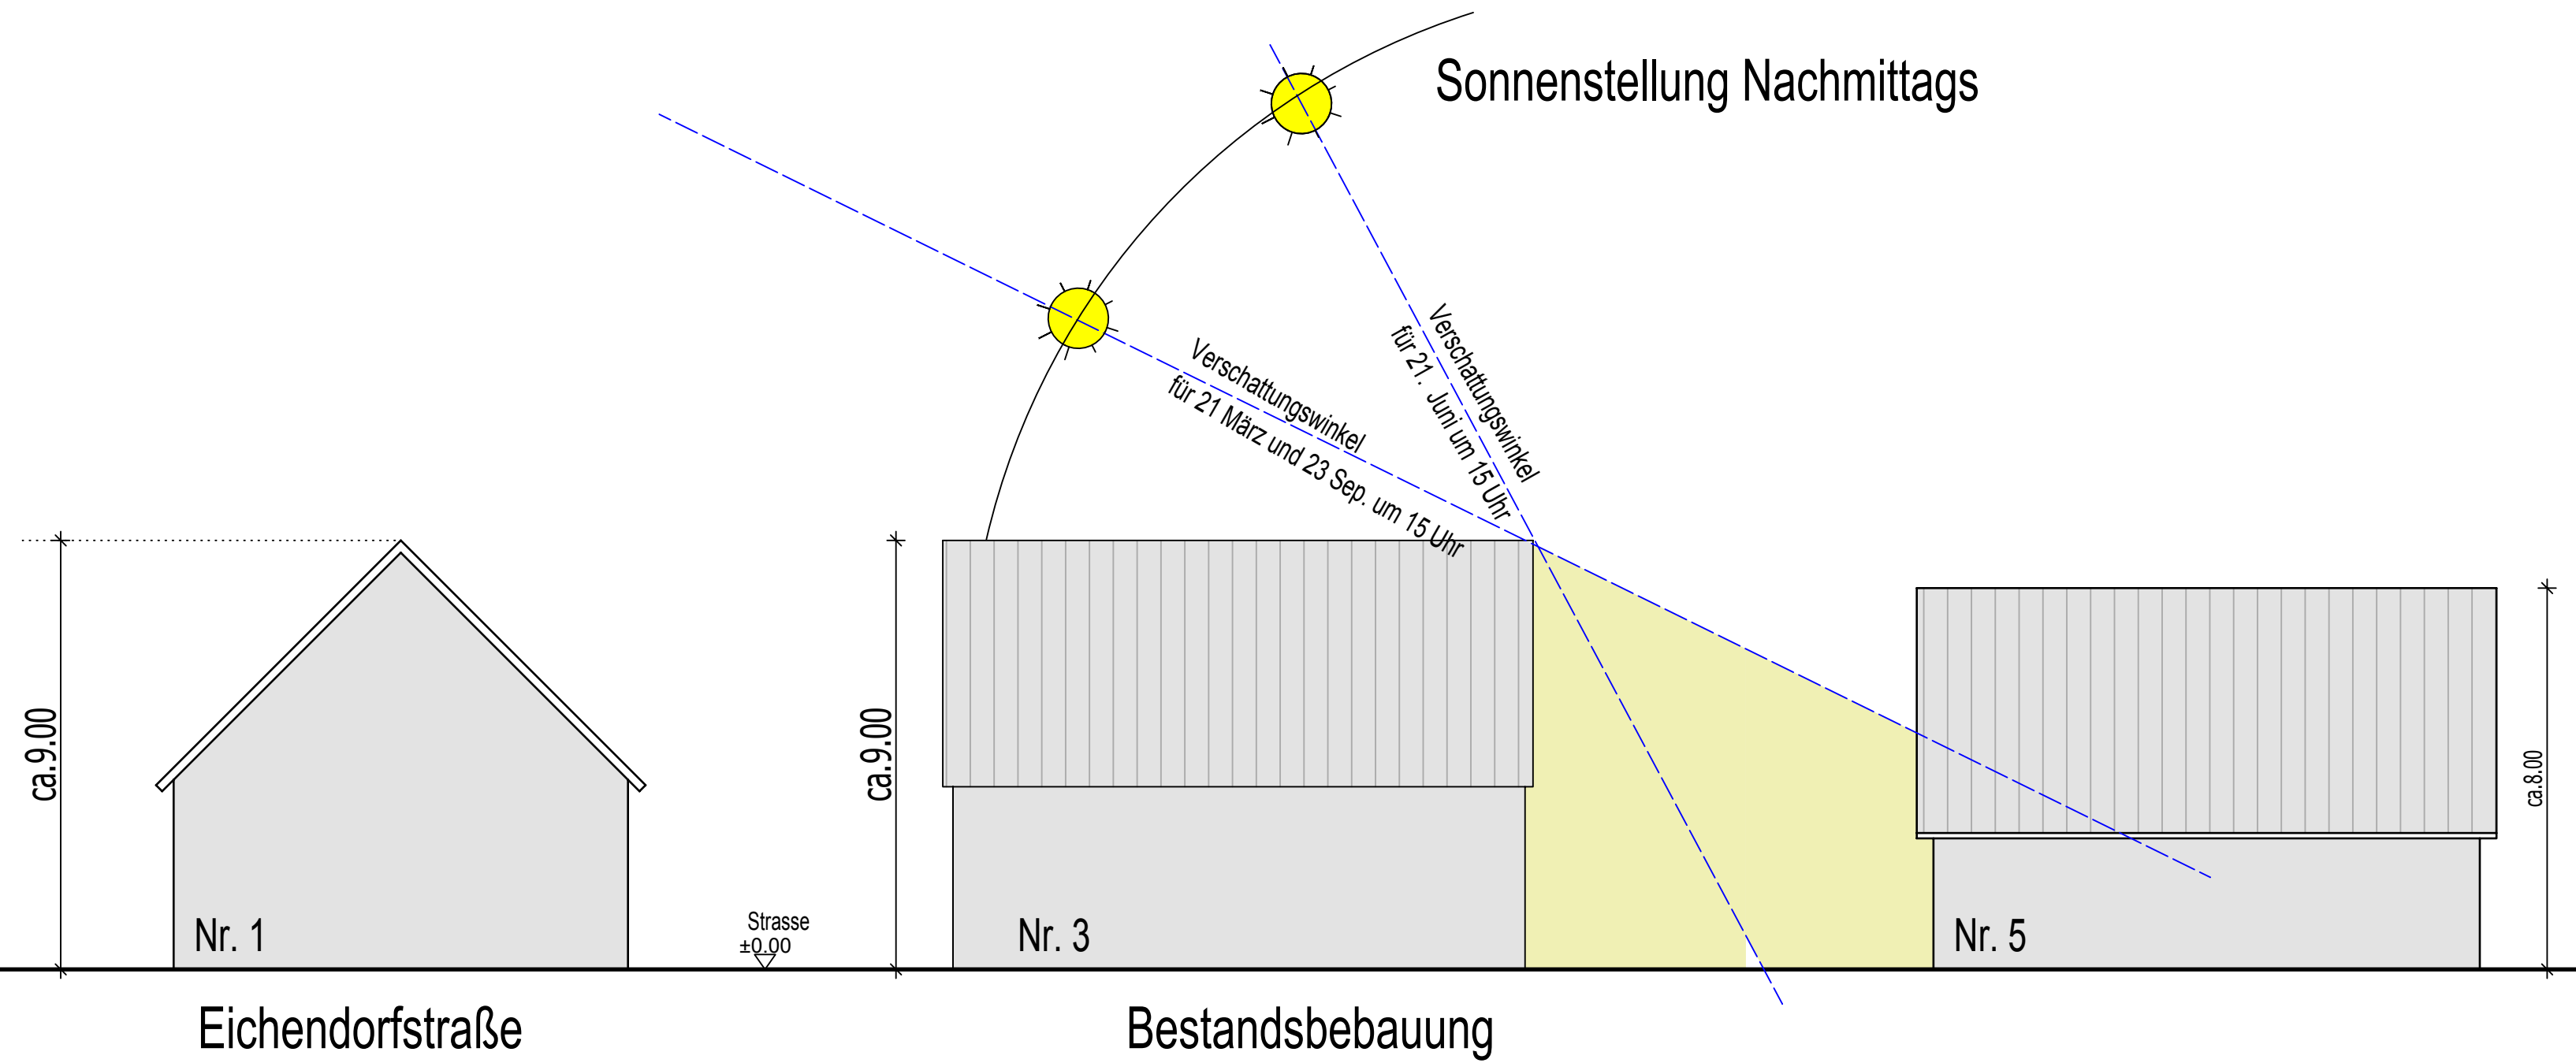 Sonnenstellung Nachmittags
Verschattungswinkel
für 21. Juni um 15 Uhr
Verschattungswinkel
für 21 März und 23 Sep. um 15 Uhr
ca.9.00
ca.9.00
ca.8.00
Nr. 1
Strasse
±0.00
Nr. 3
Nr. 5
Eichendorfstraße
Bestandsbebauung